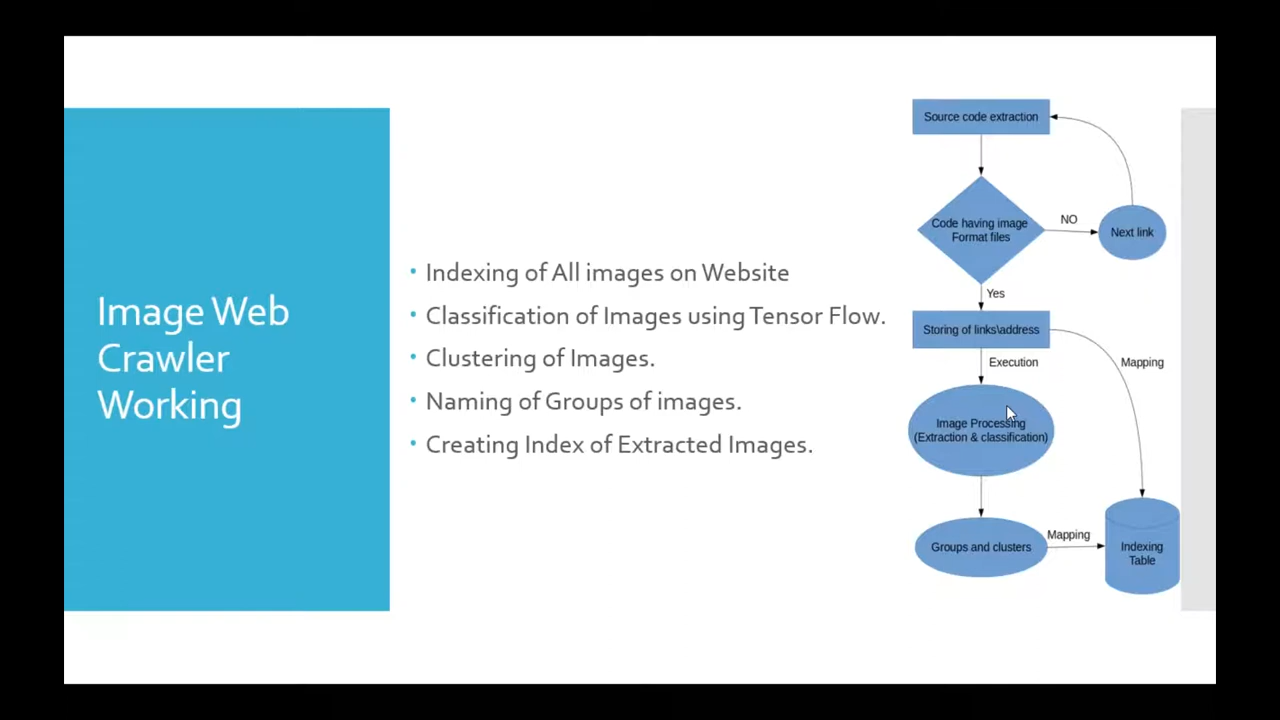 Image Web
Crawler
Working
Indexing of All images on Website
Classification of Images using Tensor Flow.
Clustering of Images.
Naming of Groups of images.
Creating Index of Extracted Images.
Source code extraction
Code having image
Format files
NO
Next link
Yes
Storing of links\address
Execution
Mapping
Image Processing
(Extraction & classification)
Groups and clusters
Mapping
Indexing
Table